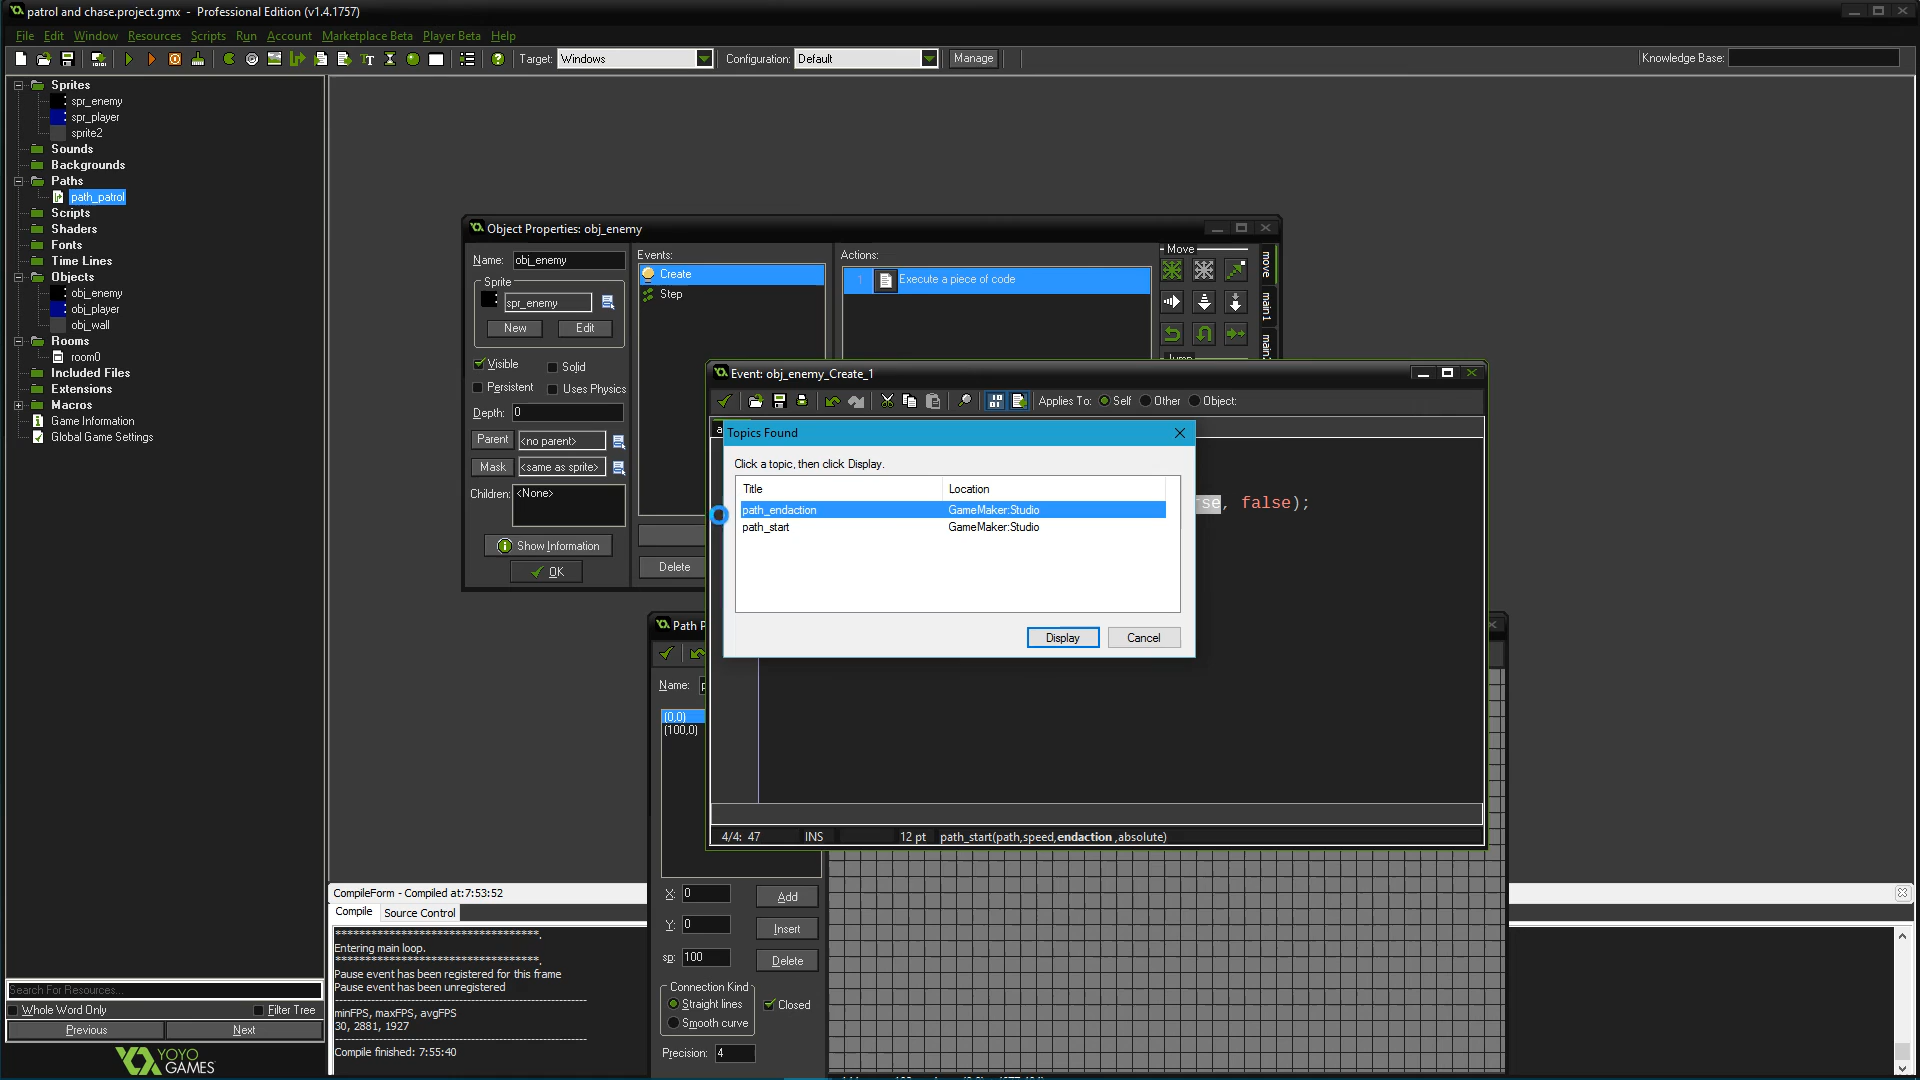 patrol and chase.project.gmx - Professional Edition (v1.4.1757)
File Edit Window Resources Scripts Run Account Marketplace Beta Player Beta Help
Target: Windows Configuration: Default Manage Knowledge Base:
Sprites
spr_enemy
spr_player
sprite2
Sounds
Backgrounds
Paths
path_patrol
Scripts
Shaders
Fonts
Time Lines
Objects
obj_enemy
obj_player
obj_wall
Rooms
room0
Included Files
Extensions
Macros
Game Information
Global Game Settings
Search For Resources...
Whole Word Only Filter Tree
Previous Next
YOYO
GAMES
Object Properties: obj_enemy
Name: obj_enemy
Sprite
spr_enemy
New Edit
Visible Solid
Persistent Uses Physics
Depth: 0
Parent <no parent>
Mask <same as sprite>
Children: <None>
Show Information
OK
Events:
Create
Step
Delete
Actions:
1 Execute a piece of code
Move
Jump
move
main1
Event: obj_enemy_Create_1
Applies To: Self Other Object:
se, false);
4/4: 47 INS 12 pt path_start(path,speed,endaction ,absolute)
Topics Found
Click a topic, then click Display.
Title Location
path_endaction GameMaker:Studio
path_start GameMaker:Studio
Display Cancel
Path P
Name: p
(0,0)
(100,0)
X: 0 Add
Y: 0 Insert
sp: 100 Delete
Connection Kind
Straight lines Closed
Smooth curve
Precision: 4
CompileForm - Compiled at:7:53:52
Compile Source Control
***********************************.
Entering main loop.
***********************************.
Pause event has been registered for this frame
Pause event has been unregistered
minFPS, maxFPS, avgFPS
30, 2881, 1927
Compile finished: 7:55:40